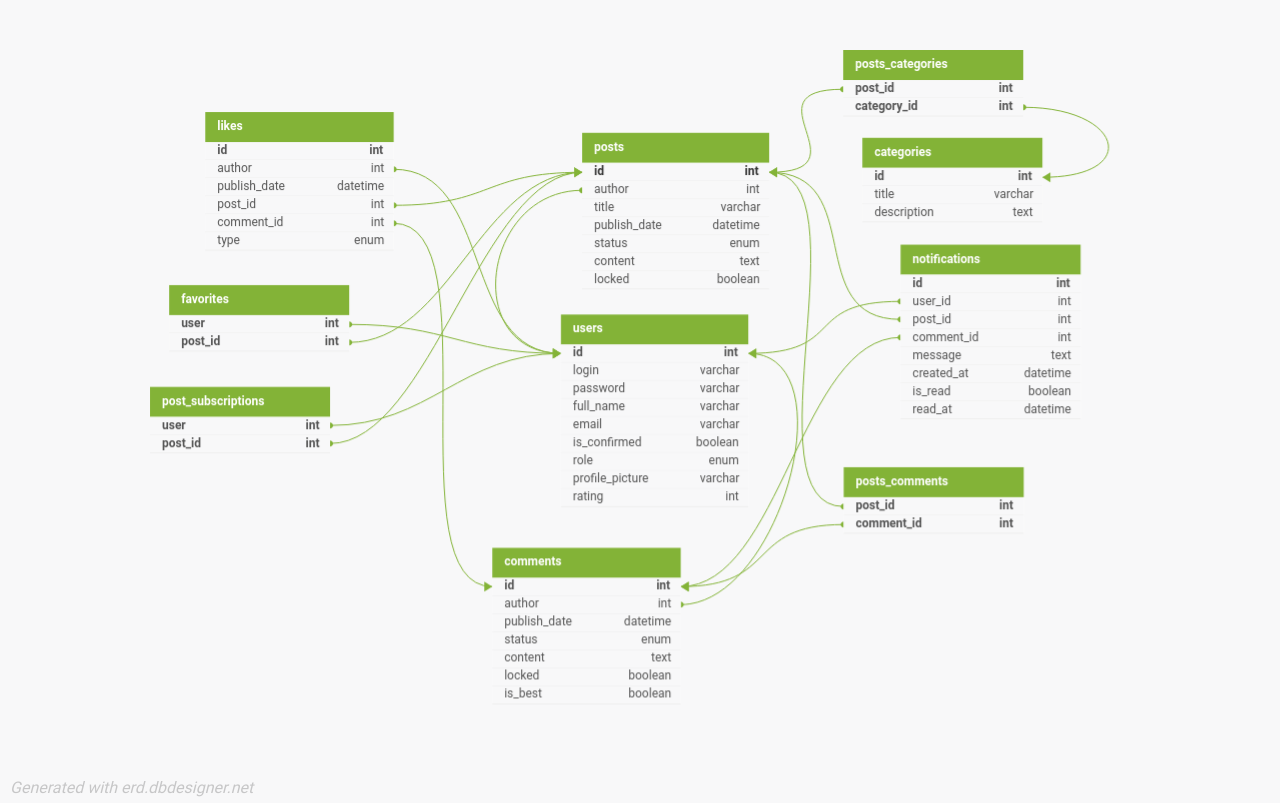 posts_categories
post_id int
category_id int
likes
id int
author int
publish_date datetime
post_id int
comment_id int
type enum
posts
id int
author int
title varchar
publish_date datetime
status enum
content text
locked boolean
categories
id int
title varchar
description text
notifications
id int
user_id int
post_id int
comment_id int
message text
created_at datetime
is_read boolean
read_at datetime
favorites
user int
post_id int
users
id int
login varchar
password varchar
full_name varchar
email varchar
is_confirmed boolean
role enum
profile_picture varchar
rating int
post_subscriptions
user int
post_id int
posts_comments
post_id int
comment_id int
comments
id int
author int
publish_date datetime
status enum
content text
locked boolean
is_best boolean
Generated with erd.dbdesigner.net